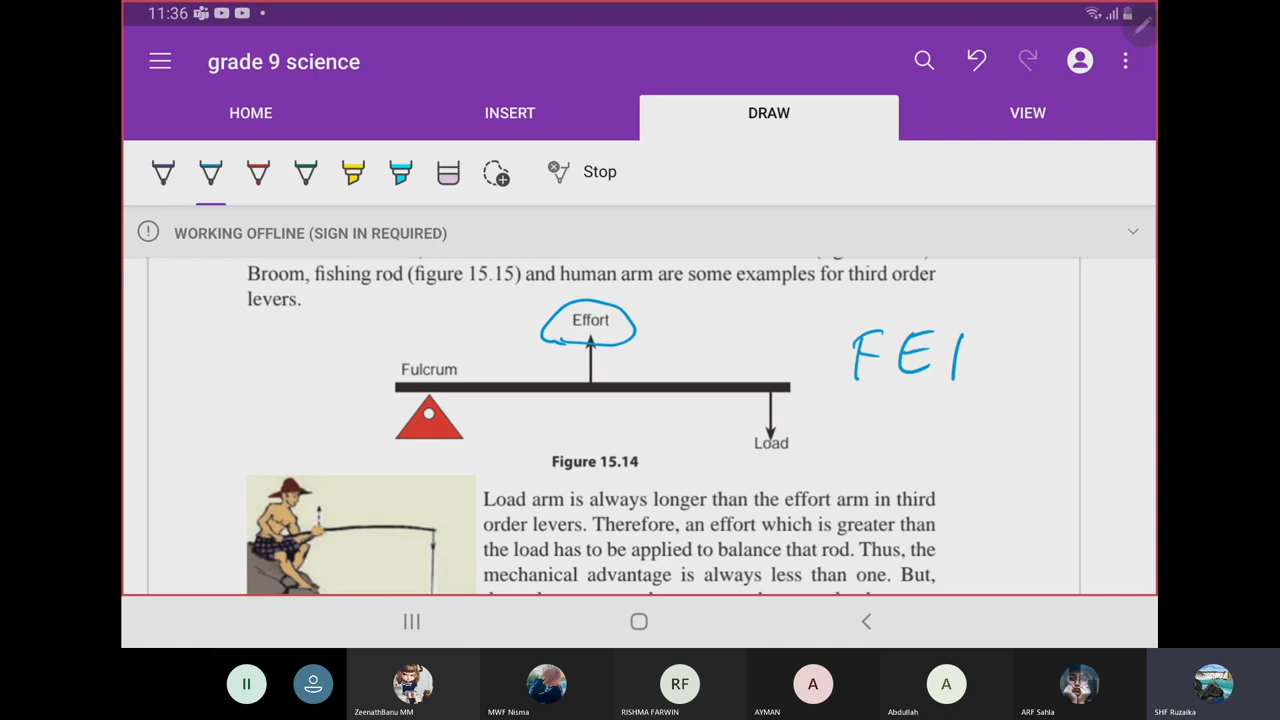 11:36
grade 9 science
HOME INSERT DRAW VIEW
Stop
WORKING OFFLINE (SIGN IN REQUIRED)
Broom, fishing rod (figure 15.15) and human arm are some examples for third order
levers.
Effort
Fulcrum
F E
Load
Figure 15.14
Load arm is always longer than the effort arm in third
order levers. Therefore, an effort which is greater than
the load has to be applied to balance that rod. Thus, the
mechanical advantage is always less than one. But,
II RF A A
ZeenathBanu MM MWF Nisma RISHMA FARWIN AYMAN Abdullah ARF Sahla SHF Ruzaika